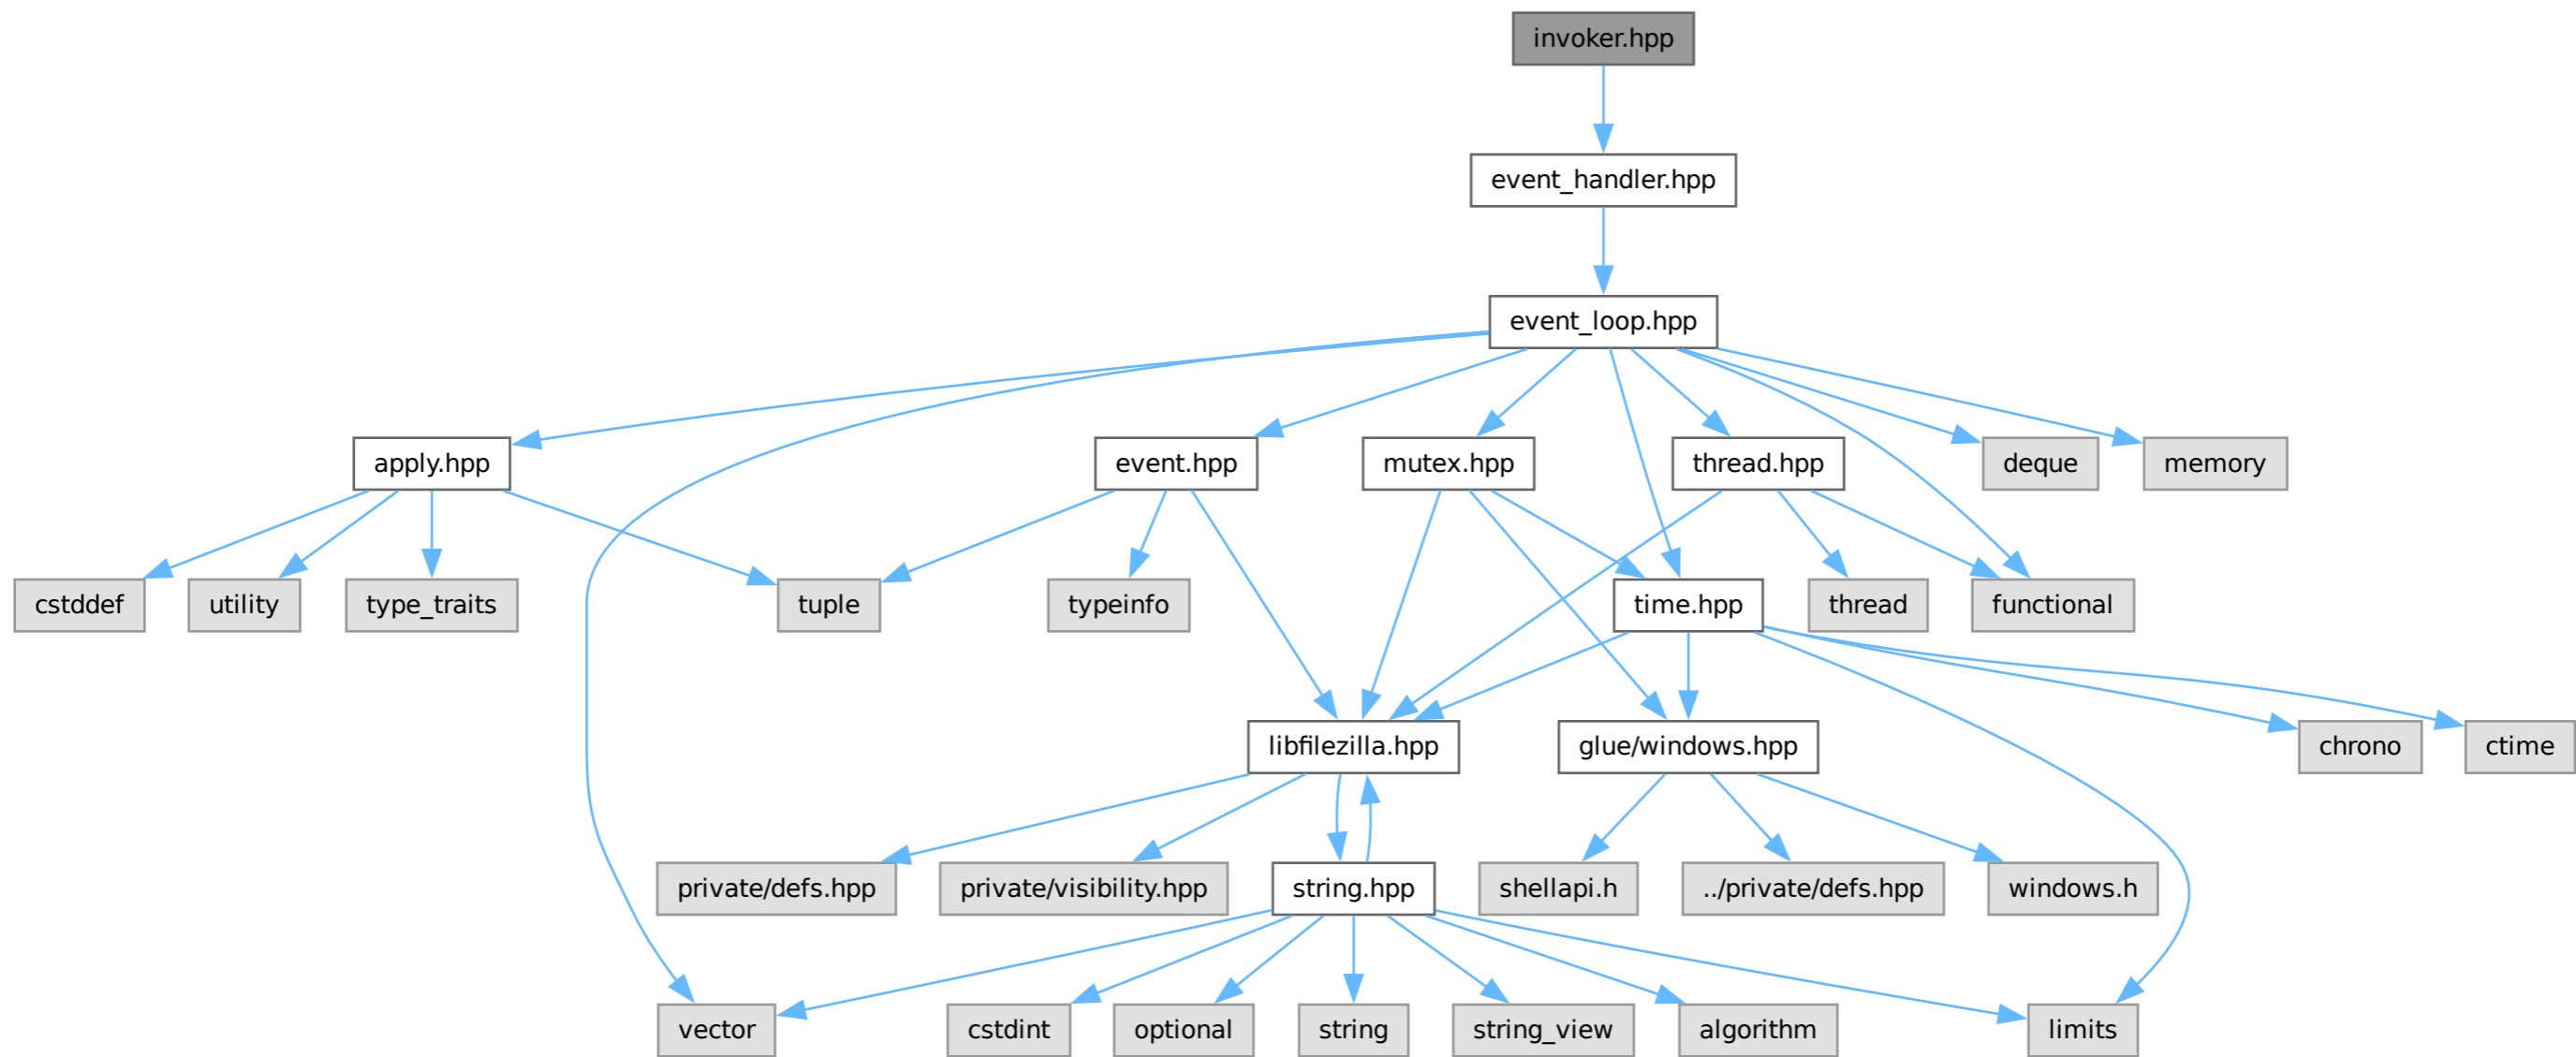 invoker.hpp
event_handler.hpp
event_loop.hpp
apply.hpp
event.hpp
mutex.hpp
thread.hpp
deque
memory
cstddef
utility
type_traits
tuple
typeinfo
time.hpp
thread
functional
libfilezilla.hpp
glue/windows.hpp
chrono
ctime
private/defs.hpp
private/visibility.hpp
string.hpp
shellapi.h
../private/defs.hpp
windows.h
vector
cstdint
optional
string
string_view
algorithm
limits